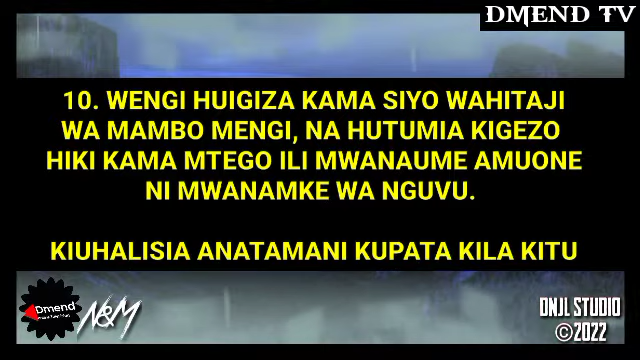 DMEND TV
10. WENGI HUIGIZA KAMA SIYO WAHITAJI
WA MAMBO MENGI, NA HUTUMIA KIGEZO
HIKI KAMA MTEGO ILI MWANAUME AMUONE
NI MWANAMKE WA NGUVU.
KIUHALISIA ANATAMANI KUPATA KILA KITU
Dmend
N&M
DNJL STUDIO
©2022